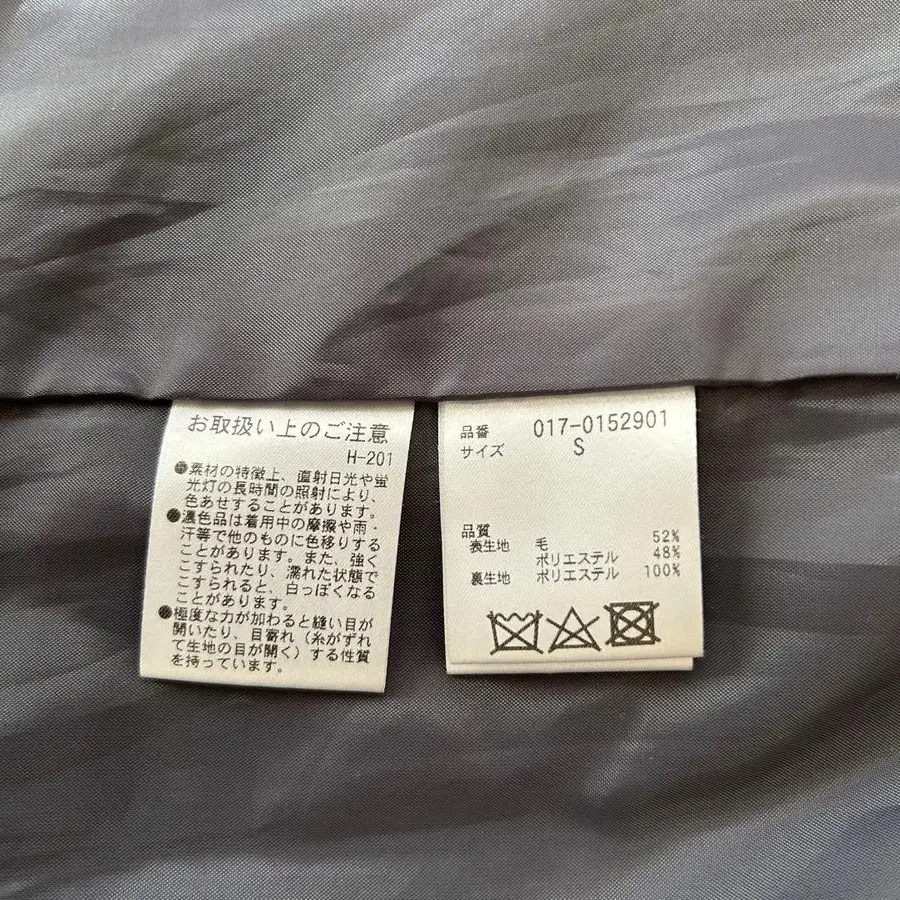 お取扱い上のご注意
H-201
●素材の特徴上、直射日光や蛍
光灯の長時間の照射により、
色あせすることがあります。
●濃色品は着用中の摩擦や雨・
汗等で他のものに色移りする
ことがあります。また、強く
こすられたり、濡れた状態で
こすられると、白っぽくなる
ことがあります。
●極度な力が加わると縫い目が
開いたり、目寄れ(糸がずれ
て生地の目が開く)する性質
を持っています。
品番 017-0152901
サイズ S
品質
表生地 毛 52%
ポリエステル 48%
裏生地 ポリエステル 100%